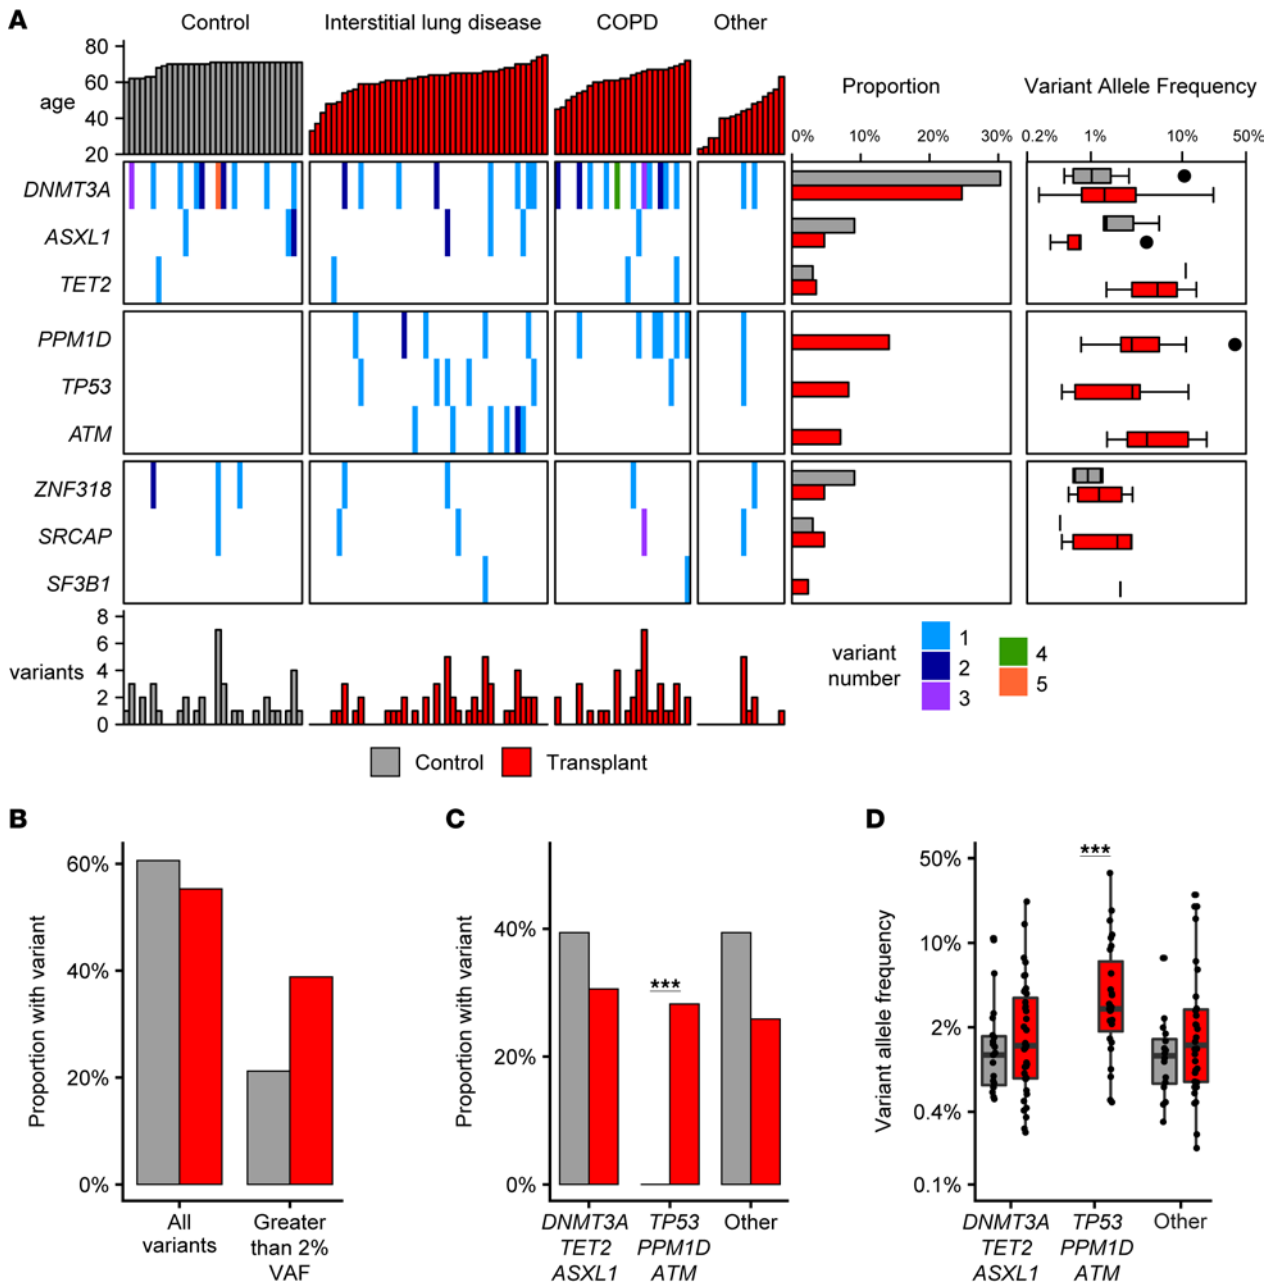 A
Control
Interstitial lung disease
COPD
Other
80
60
40
20
age
Proportion
Variant Allele Frequency
0%
10%
20%
30%
0.2%
1%
10%
50%
DNMT3A
ASXL1
TET2
PPM1D
TP53
ATM
ZNF318
SRCAP
SF3B1
8
6
4
2
0
variants
variant
number
1
2
3
4
5
Control
Transplant
B
Proportion with variant
60%
40%
20%
0%
All
variants
Greater
than 2%
VAF
C
Proportion with variant
40%
20%
0%
***
DNMT3A
TET2
ASXL1
TP53
PPM1D
ATM
Other
D
Variant allele frequency
50%
10%
2%
0.4%
0.1%
***
DNMT3A
TET2
ASXL1
TP53
PPM1D
ATM
Other